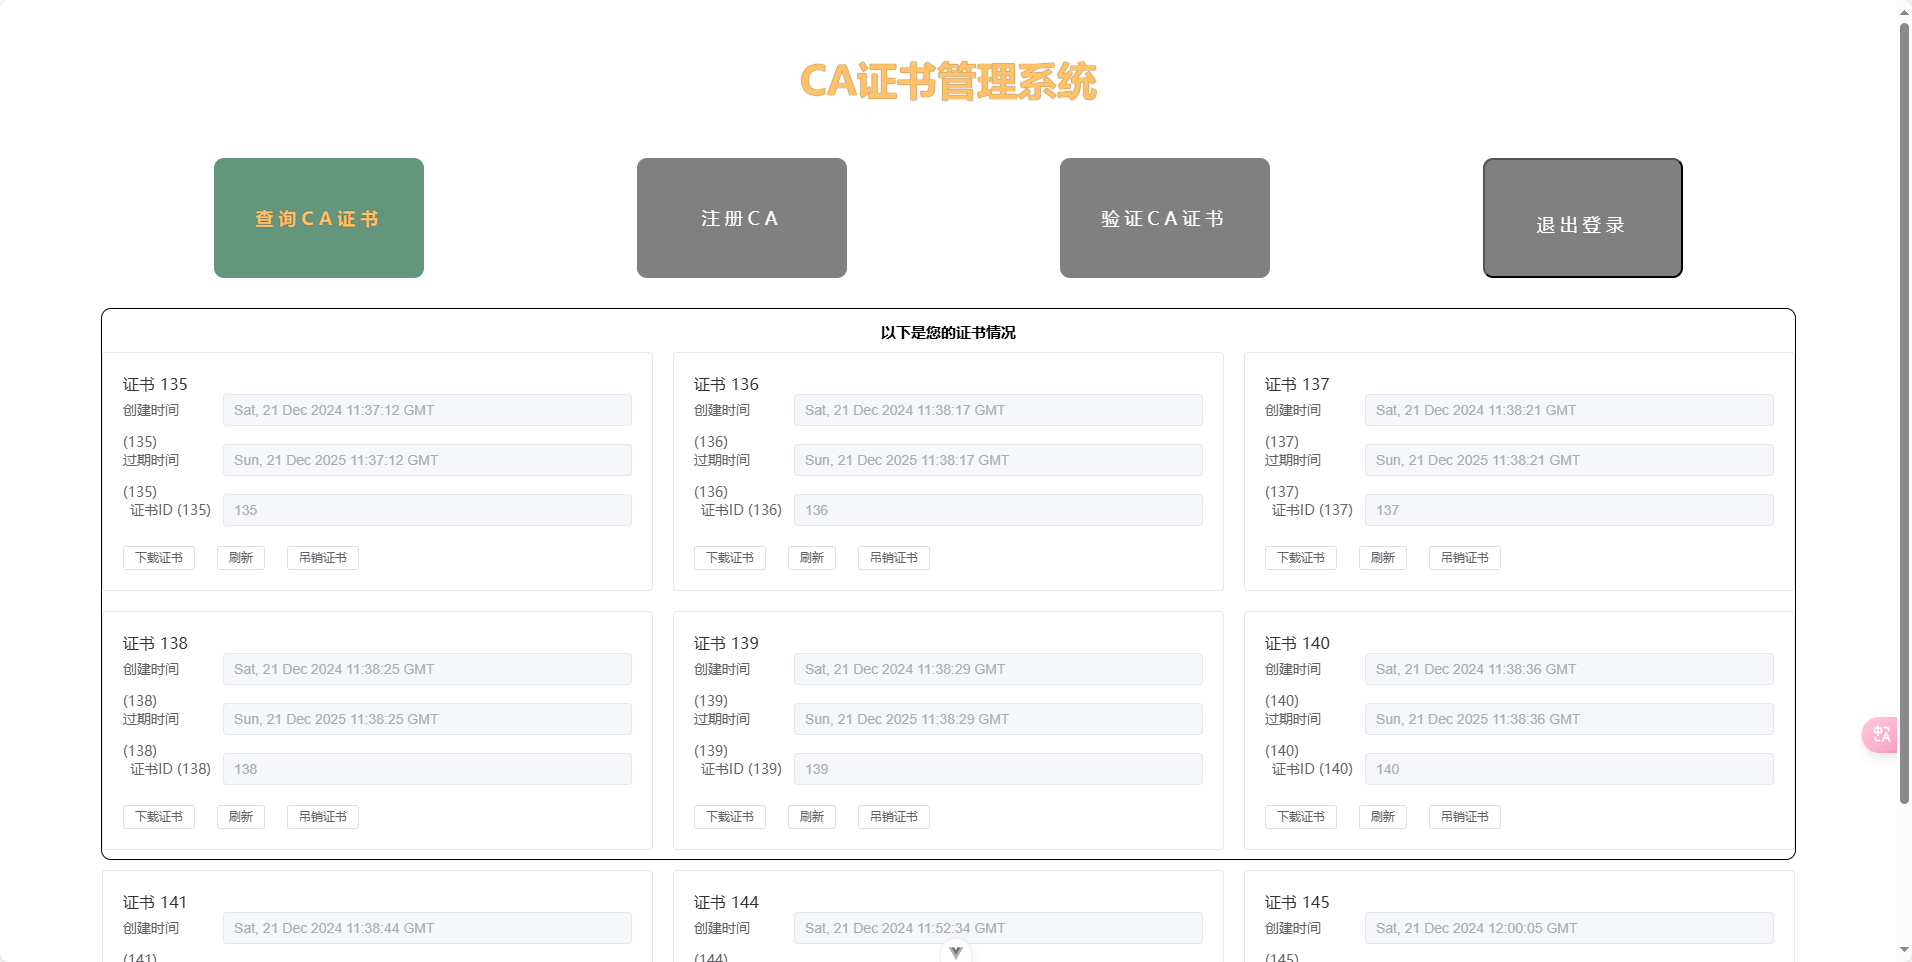 CA证书管理系统
查询CA证书
注册CA
验证CA证书
退出登录
以下是您的证书情况
证书 135
创建时间 (135)
Sat, 21 Dec 2024 11:37:12 GMT
过期时间 (135)
Sun, 21 Dec 2025 11:37:12 GMT
证书ID (135)
135
下载证书
刷新
吊销证书
证书 136
创建时间 (136)
Sat, 21 Dec 2024 11:38:17 GMT
过期时间 (136)
Sun, 21 Dec 2025 11:38:17 GMT
证书ID (136)
136
下载证书
刷新
吊销证书
证书 137
创建时间 (137)
Sat, 21 Dec 2024 11:38:21 GMT
过期时间 (137)
Sun, 21 Dec 2025 11:38:21 GMT
证书ID (137)
137
下载证书
刷新
吊销证书
证书 138
创建时间 (138)
Sat, 21 Dec 2024 11:38:25 GMT
过期时间 (138)
Sun, 21 Dec 2025 11:38:25 GMT
证书ID (138)
138
下载证书
刷新
吊销证书
证书 139
创建时间 (139)
Sat, 21 Dec 2024 11:38:29 GMT
过期时间 (139)
Sun, 21 Dec 2025 11:38:29 GMT
证书ID (139)
139
下载证书
刷新
吊销证书
证书 140
创建时间 (140)
Sat, 21 Dec 2024 11:38:36 GMT
过期时间 (140)
Sun, 21 Dec 2025 11:38:36 GMT
证书ID (140)
140
下载证书
刷新
吊销证书
证书 141
创建时间 (141)
Sat, 21 Dec 2024 11:38:44 GMT
证书 144
创建时间 (144)
Sat, 21 Dec 2024 11:52:34 GMT
证书 145
创建时间 (145)
Sat, 21 Dec 2024 12:00:05 GMT